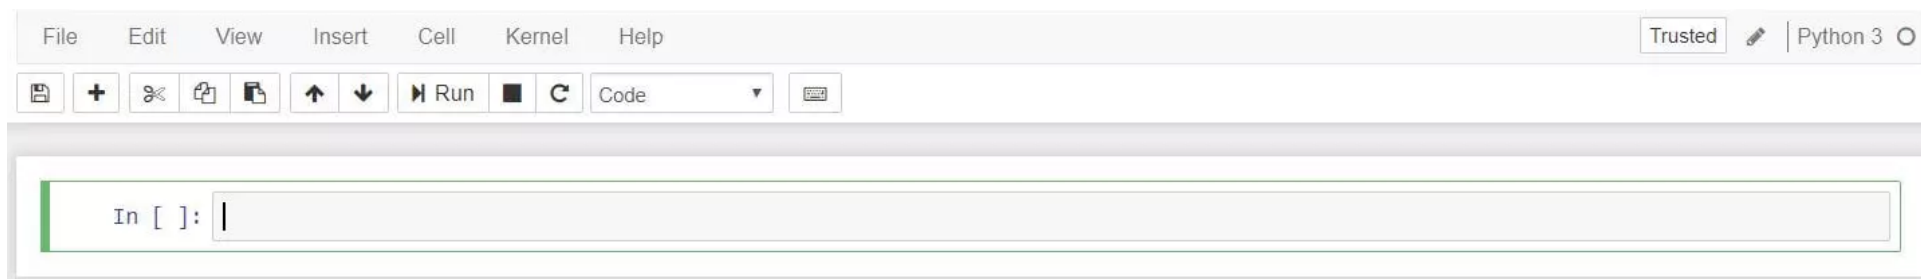 File Edit View Insert Cell Kernel Help Trusted Python 3
Run Code
In [ ]: